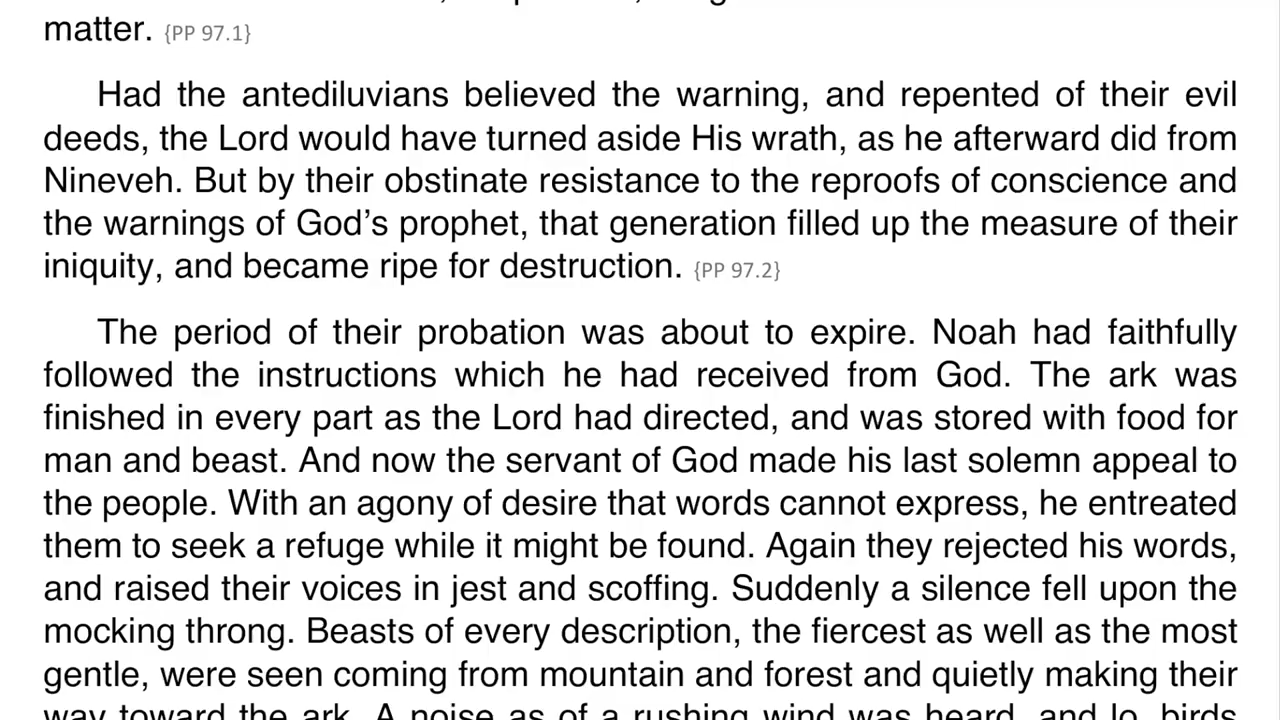 matter. {PP 97.1}
Had the antediluvians believed the warning, and repented of their evil
deeds, the Lord would have turned aside His wrath, as he afterward did from
Nineveh. But by their obstinate resistance to the reproofs of conscience and
the warnings of God’s prophet, that generation filled up the measure of their
iniquity, and became ripe for destruction. {PP 97.2}
The period of their probation was about to expire. Noah had faithfully
followed the instructions which he had received from God. The ark was
finished in every part as the Lord had directed, and was stored with food for
man and beast. And now the servant of God made his last solemn appeal to
the people. With an agony of desire that words cannot express, he entreated
them to seek a refuge while it might be found. Again they rejected his words,
and raised their voices in jest and scoffing. Suddenly a silence fell upon the
mocking throng. Beasts of every description, the fiercest as well as the most
gentle, were seen coming from mountain and forest and quietly making their
way toward the ark. A noise as of a rushing wind was heard, and lo, birds